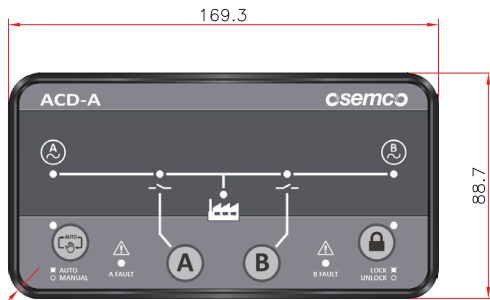 169.3
ACD-A
semco
A
B
88.7
AUTO
AUTO
MANUAL
A FAULT
A
B
B FAULT
LOCK
UNLOCK